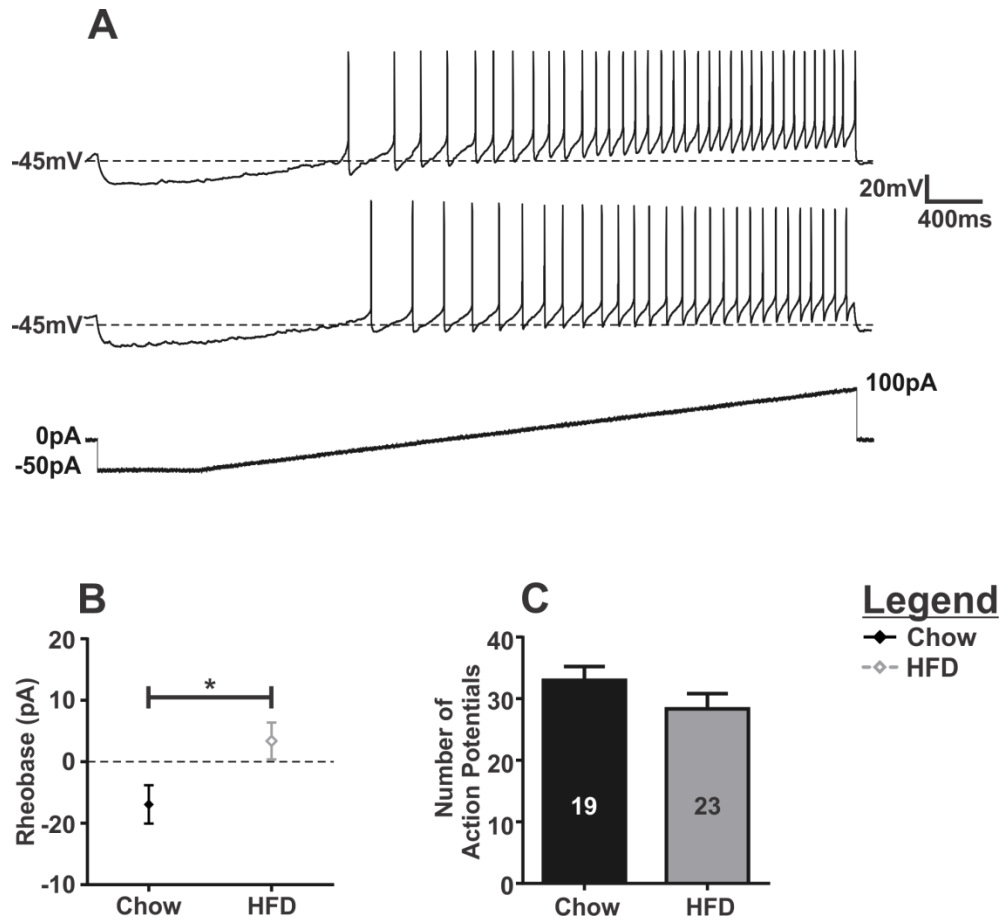 A
-45mV
20mV
400ms
-45mV
100pA
0pA
-50pA
B
20
10
0
-20
-10
Rheobase (pA)
*
Chow
HFD
C
40
30
20
10
0
Number of
Action Potentials
19
23
Chow
HFD
Legend
Chow
HFD